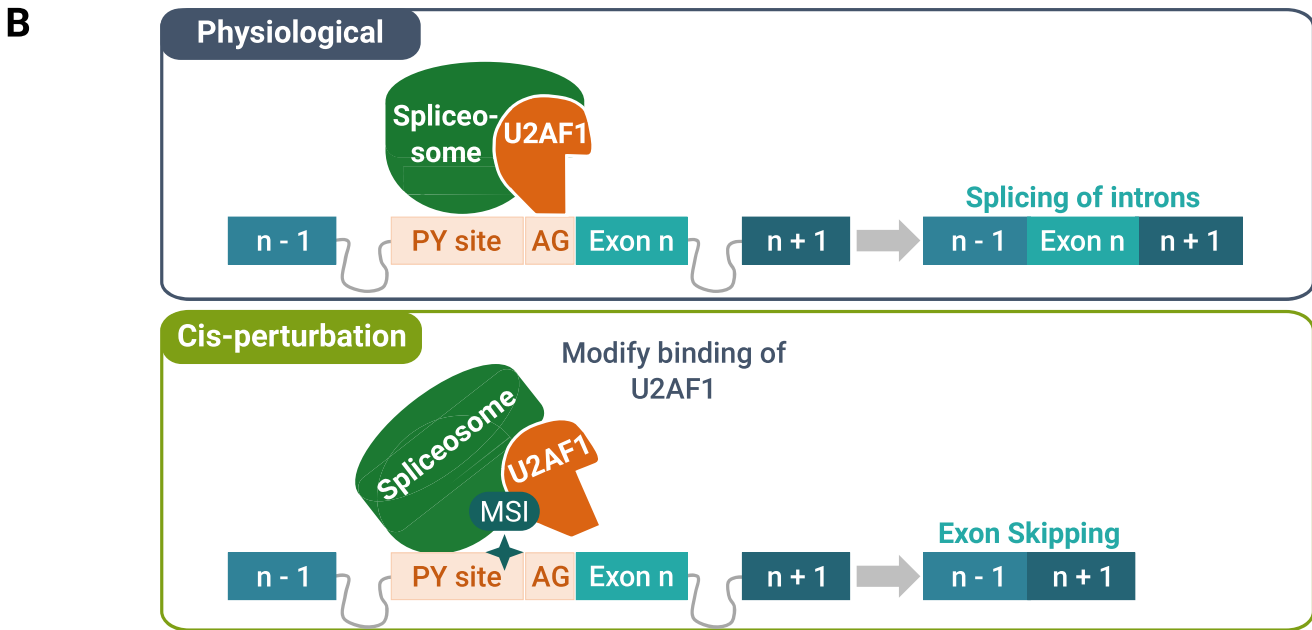 B
Physiological
Spliceo-
some
U2AF1
Splicing of introns
n - 1 PY site AG Exon n n + 1 n - 1 Exon n n + 1
Cis-perturbation
Modify binding of
U2AF1
Spliceosome
U2AF1
MSI
Exon Skipping
n - 1 PY site AG Exon n n + 1 n - 1 n + 1